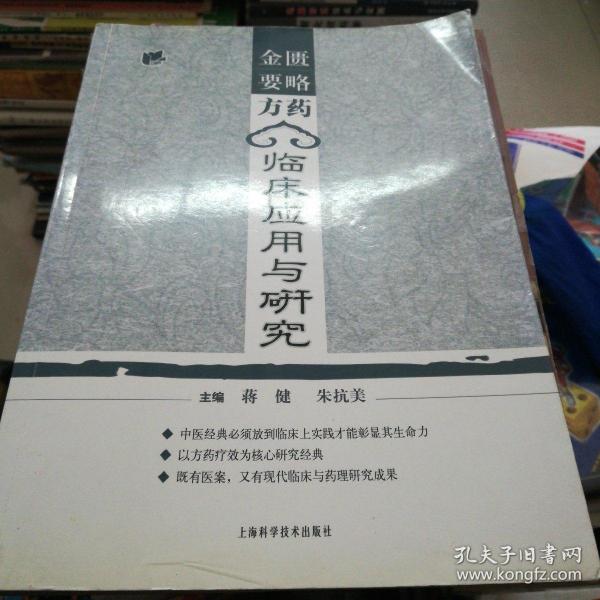 金匮
要略
方药
临床应用与研究
主编 蒋健 朱抗美
◆中医经典必须放到临床上实践才能彰显其生命力
◆以方药疗效为核心研究经典
◆既有医案，又有现代临床与药理研究成果
上海科学技术出版社
孔夫子旧书网
www.kongfz.com